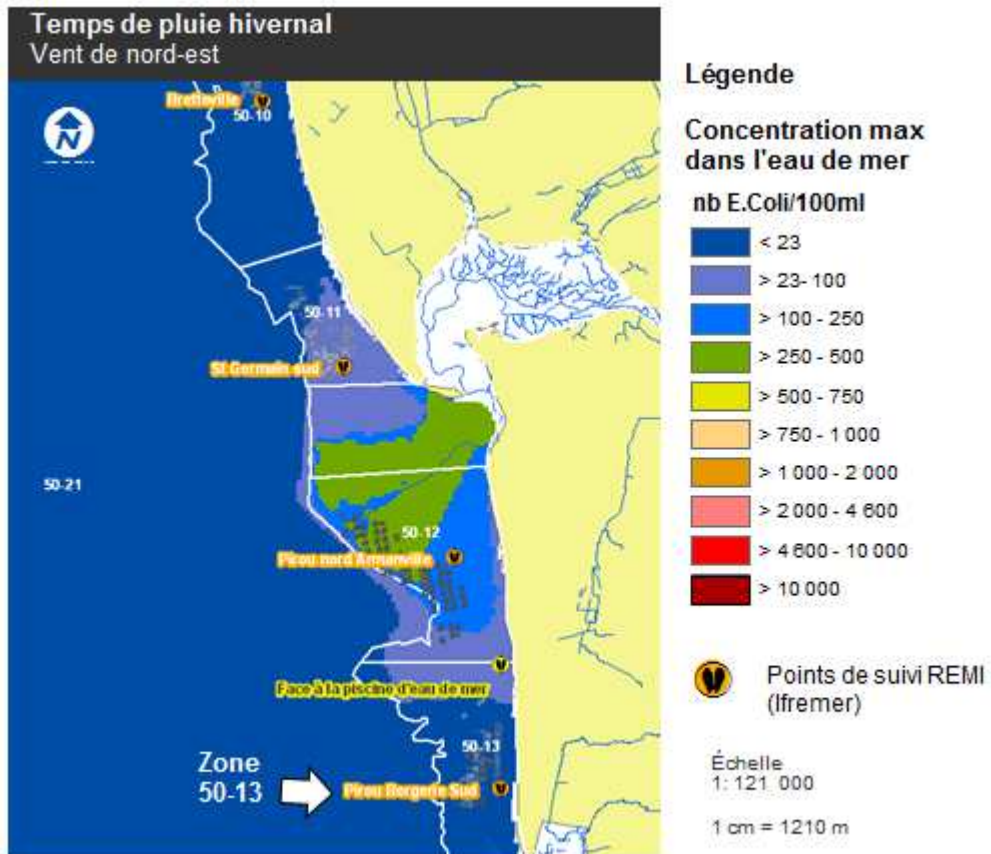 Temps de pluie hivernal
Vent de nord-est
Bretteville
50-10
N
50-11
St Germain sud
50-21
50-12
Pirou nord Armanville
Face à la piscine d'eau de mer
50-13
Zone
50-13
Pirou Bergerie Sud
Légende
Concentration max
dans l'eau de mer
nb E.Coli/100ml
< 23
> 23- 100
> 100 - 250
> 250 - 500
> 500 - 750
> 750 - 1 000
> 1 000 - 2 000
> 2 000 - 4 600
> 4 600 - 10 000
> 10 000
Points de suivi REMI
(Ifremer)
Échelle
1: 121 000
1 cm = 1210 m